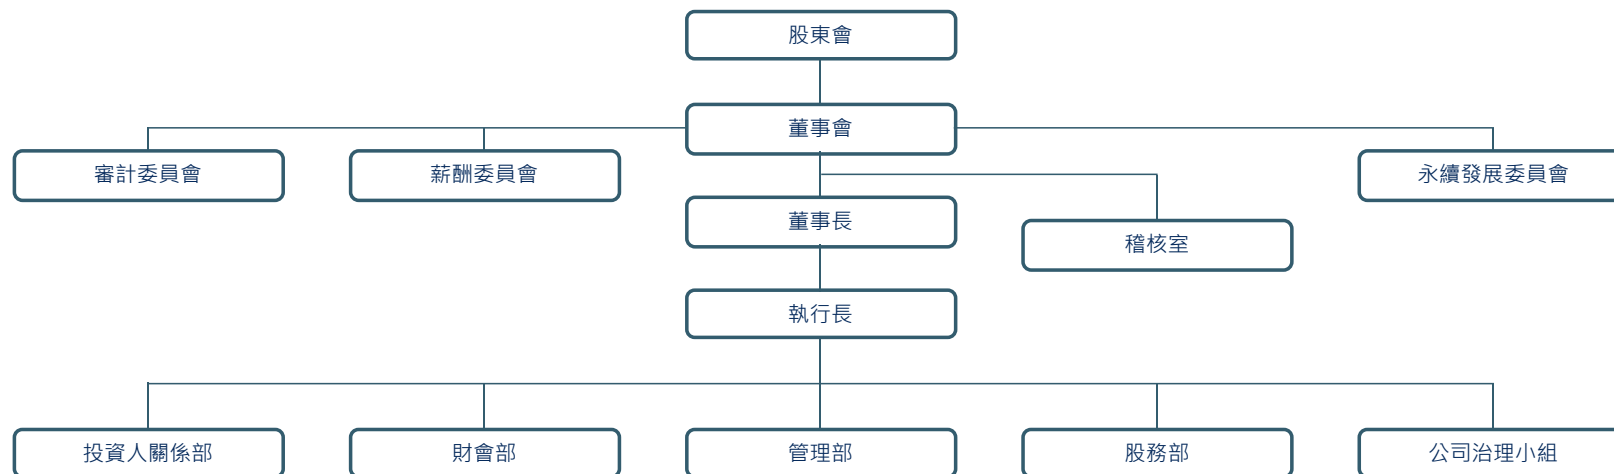 股東會
董事會
審計委員會
薪酬委員會
永續發展委員會
董事長
稽核室
執行長
投資人關係部
財會部
管理部
股務部
公司治理小組